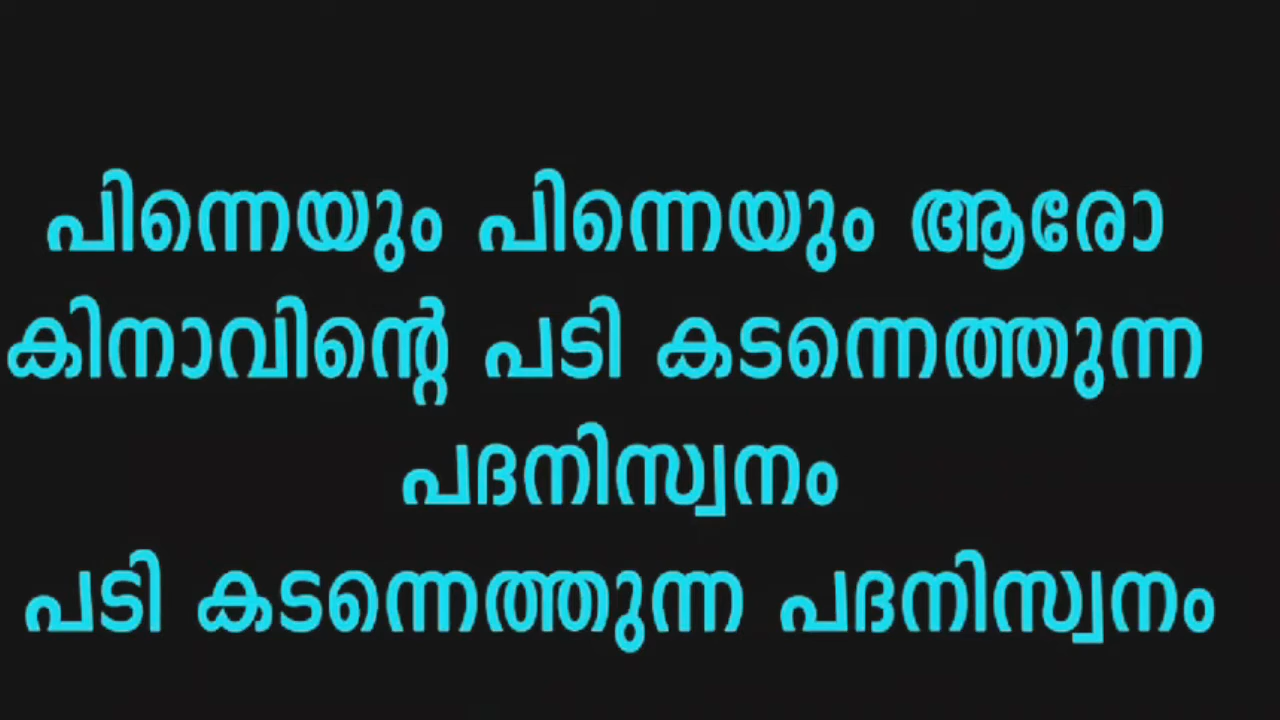 പിന്നെയും പിന്നെയും ആരോ
കിനാവിന്റെ പടി കടന്നെത്തുന്ന
പദനിസ്വനം
പടി കടന്നെത്തുന്ന പദനിസ്വനം